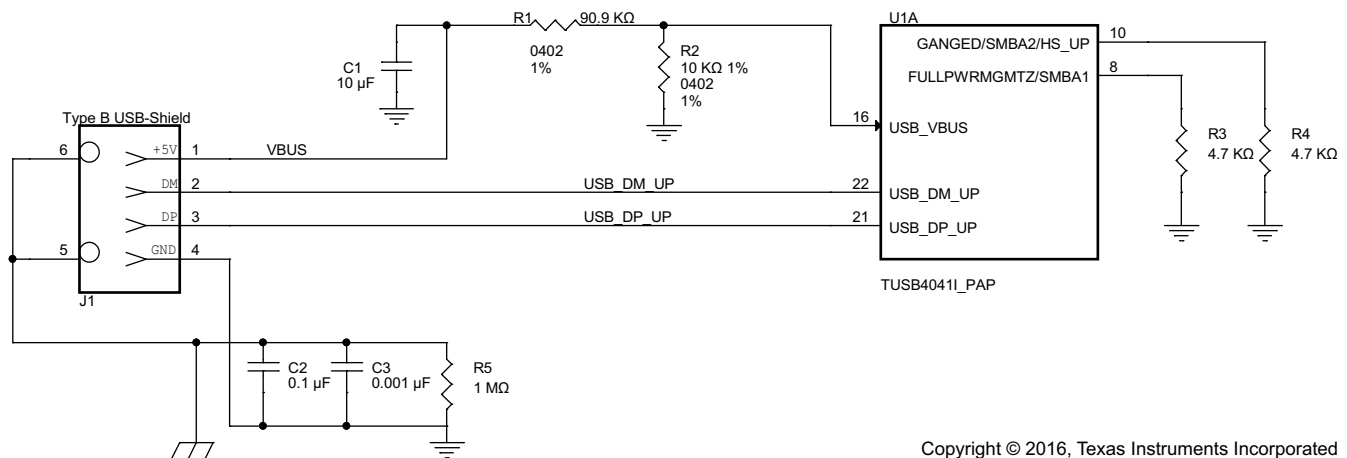 U1A
R1 90.9 KΩ
0402
1%
R2
10 KΩ 1%
0402
1%
C1
10 µF
GANGED/SMBA2/HS_UP
10
FULLPWRMGMTZ/SMBA1
8
16
USB_VBUS
R3
4.7 KΩ
R4
4.7 KΩ
Type B USB-Shield
6
+5V
1
VBUS
DM
2
USB_DM_UP
22
USB_DM_UP
DP
3
USB_DP_UP
21
USB_DP_UP
5
GND
4
J1
TUSB4041I_PAP
C2
0.1 µF
C3
0.001 µF
R5
1 MΩ
Copyright © 2016, Texas Instruments Incorporated